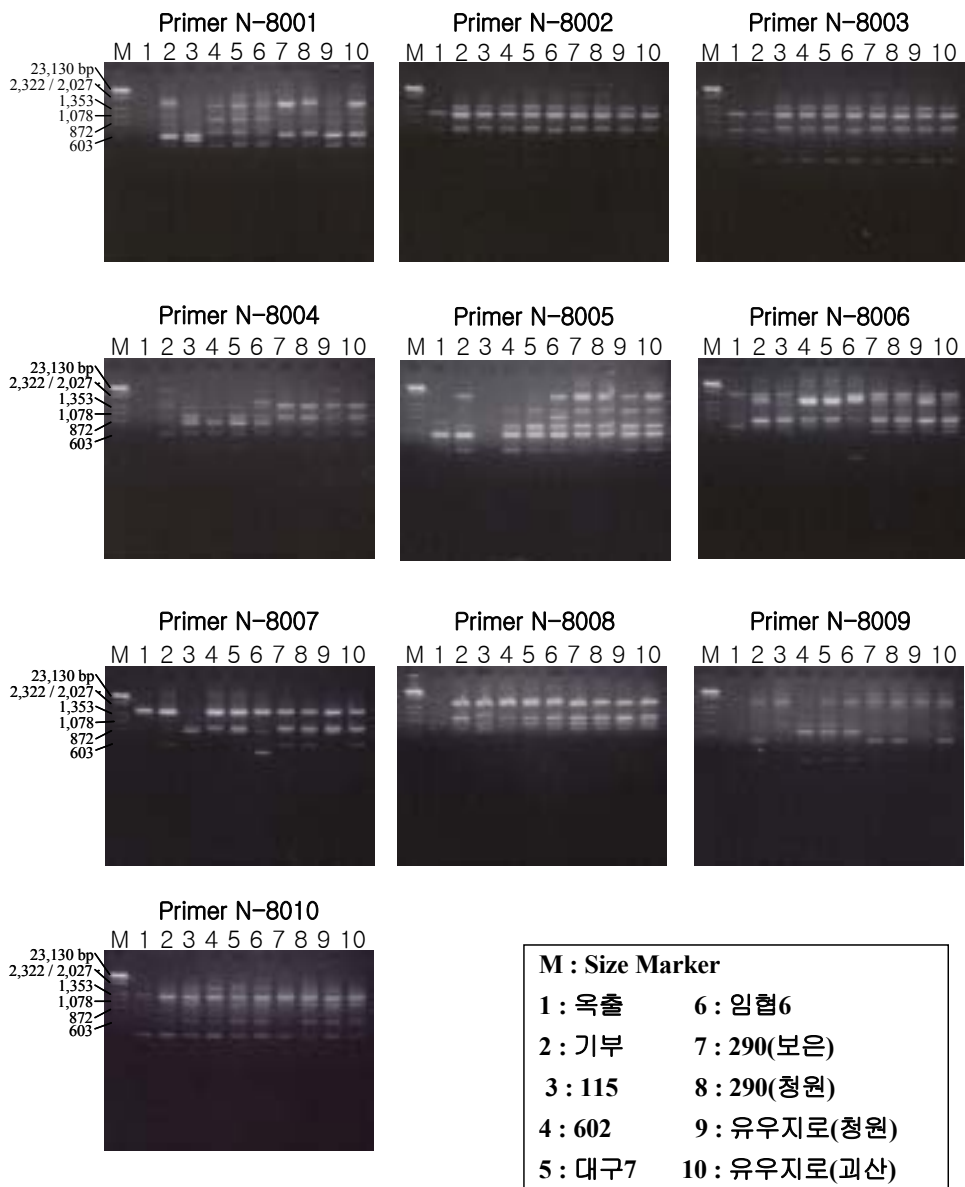 Primer N-8001
M 1 2 3 4 5 6 7 8 9 10
23,130 bp
2,322 / 2,027
1,353
1,078
872
603
Primer N-8002
M 1 2 3 4 5 6 7 8 9 10
Primer N-8003
M 1 2 3 4 5 6 7 8 9 10
Primer N-8004
M 1 2 3 4 5 6 7 8 9 10
23,130 bp
2,322 / 2,027
1,353
1,078
872
603
Primer N-8005
M 1 2 3 4 5 6 7 8 9 10
Primer N-8006
M 1 2 3 4 5 6 7 8 9 10
Primer N-8007
M 1 2 3 4 5 6 7 8 9 10
23,130 bp
2,322 / 2,027
1,353
1,078
872
603
Primer N-8008
M 1 2 3 4 5 6 7 8 9 10
Primer N-8009
M 1 2 3 4 5 6 7 8 9 10
Primer N-8010
M 1 2 3 4 5 6 7 8 9 10
23,130 bp
2,322 / 2,027
1,353
1,078
872
603
M : Size Marker
1 : 옥출 6 : 임협6
2 : 기부 7 : 290(보은)
3 : 115 8 : 290(청원)
4 : 602 9 : 유우지로(청원)
5 : 대구7 10 : 유우지로(괴산)